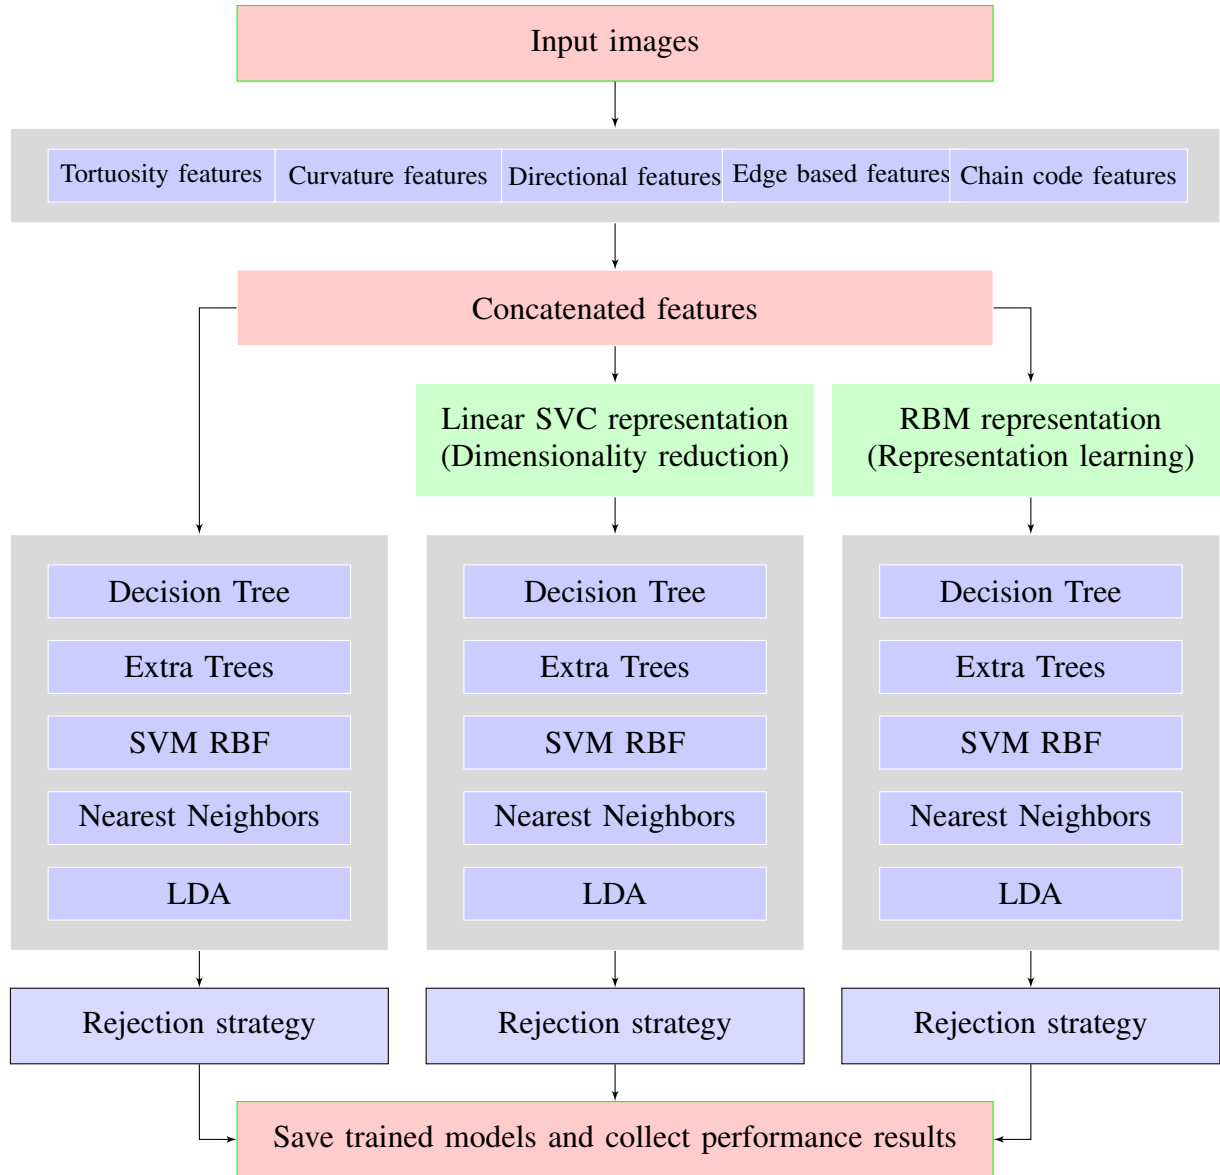 Input images
Tortuosity features
Curvature features
Directional features
Edge based features
Chain code features
Concatenated features
Linear SVC representation
(Dimensionality reduction)
RBM representation
(Representation learning)
Decision Tree
Extra Trees
SVM RBF
Nearest Neighbors
LDA
Decision Tree
Extra Trees
SVM RBF
Nearest Neighbors
LDA
Decision Tree
Extra Trees
SVM RBF
Nearest Neighbors
LDA
Rejection strategy
Rejection strategy
Rejection strategy
Save trained models and collect performance results